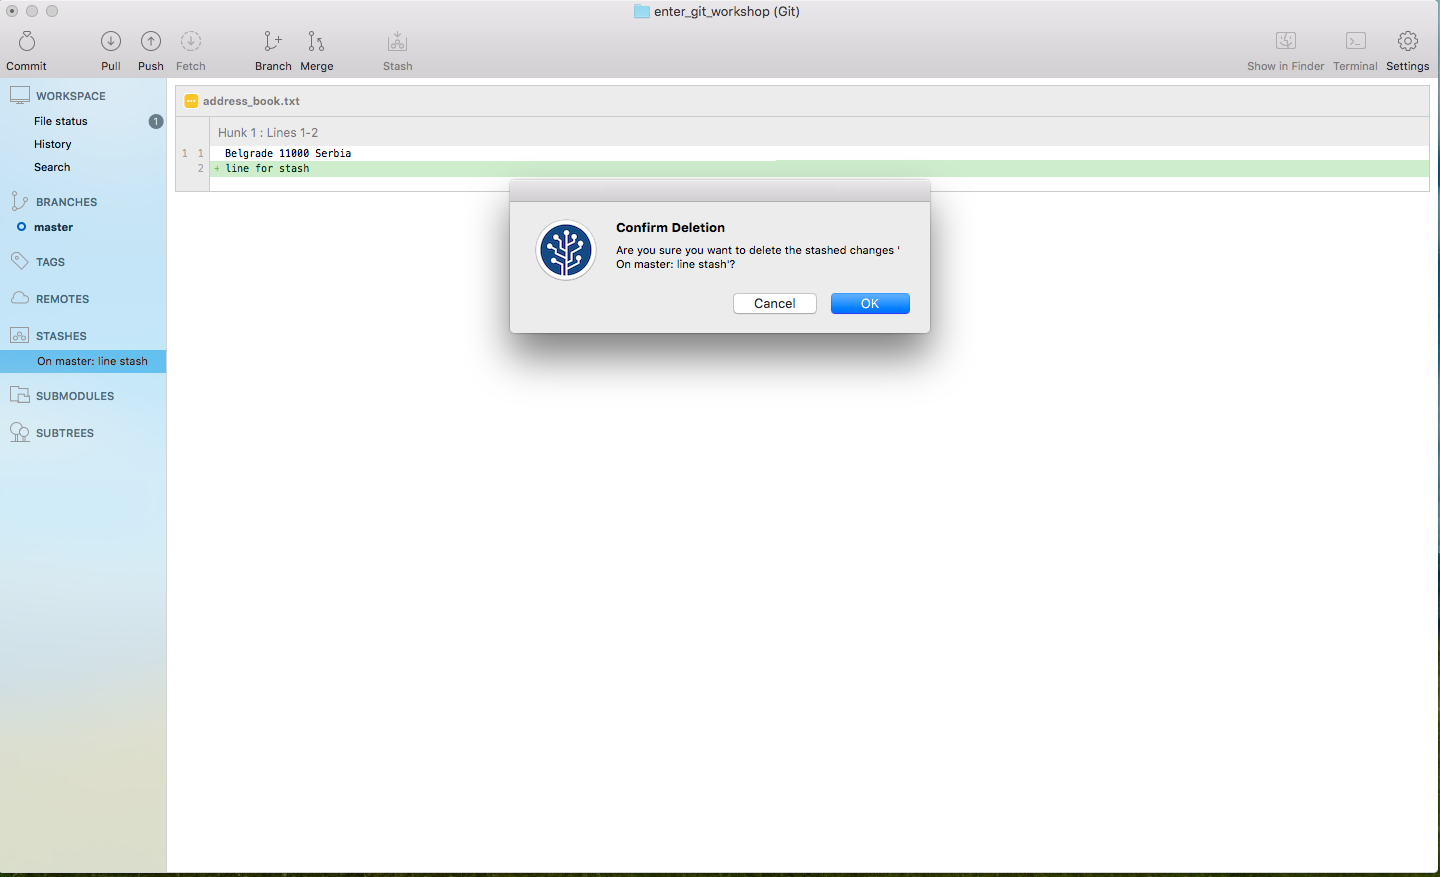 enter_git_workshop (Git)
Commit Pull Push Fetch Branch Merge Stash Show in Finder Terminal Settings
WORKSPACE
File status 1
History
Search
BRANCHES
master
TAGS
REMOTES
STASHES
On master: line stash
SUBMODULES
SUBTREES
address_book.txt
Hunk 1 : Lines 1-2
1 1 Belgrade 11000 Serbia
2 + line for stash
Confirm Deletion
Are you sure you want to delete the stashed changes '
On master: line stash'?
Cancel OK